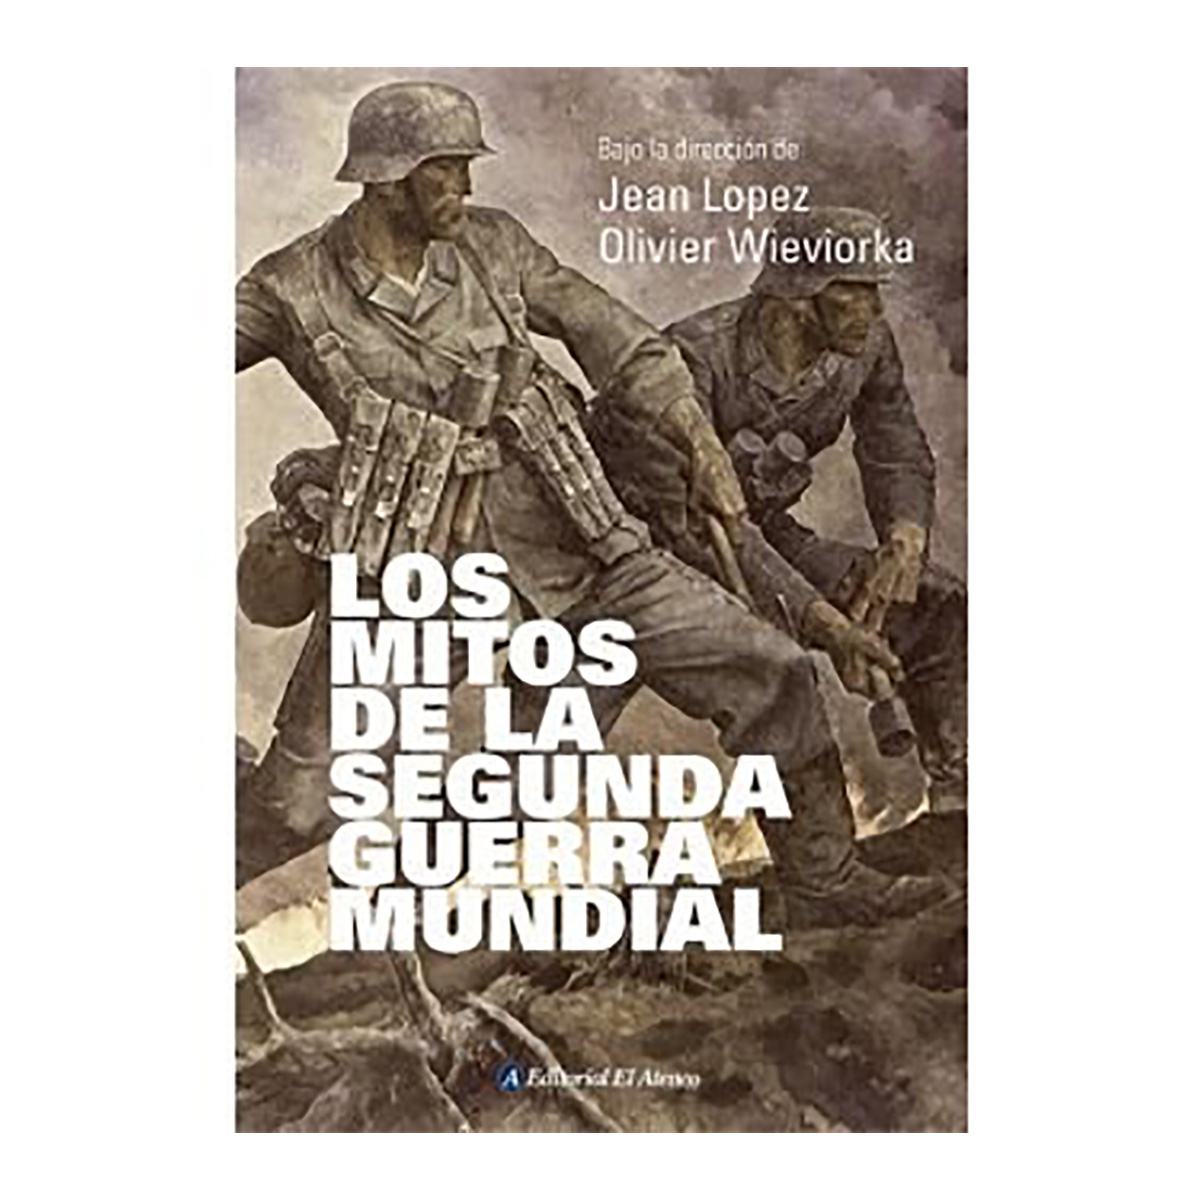 Bajo la dirección de
Jean Lopez
Olivier Wieviorka
LOS
MITOS
DE LA
SEGUNDA
GUERRA
MUNDIAL
A Editorial El Ateneo